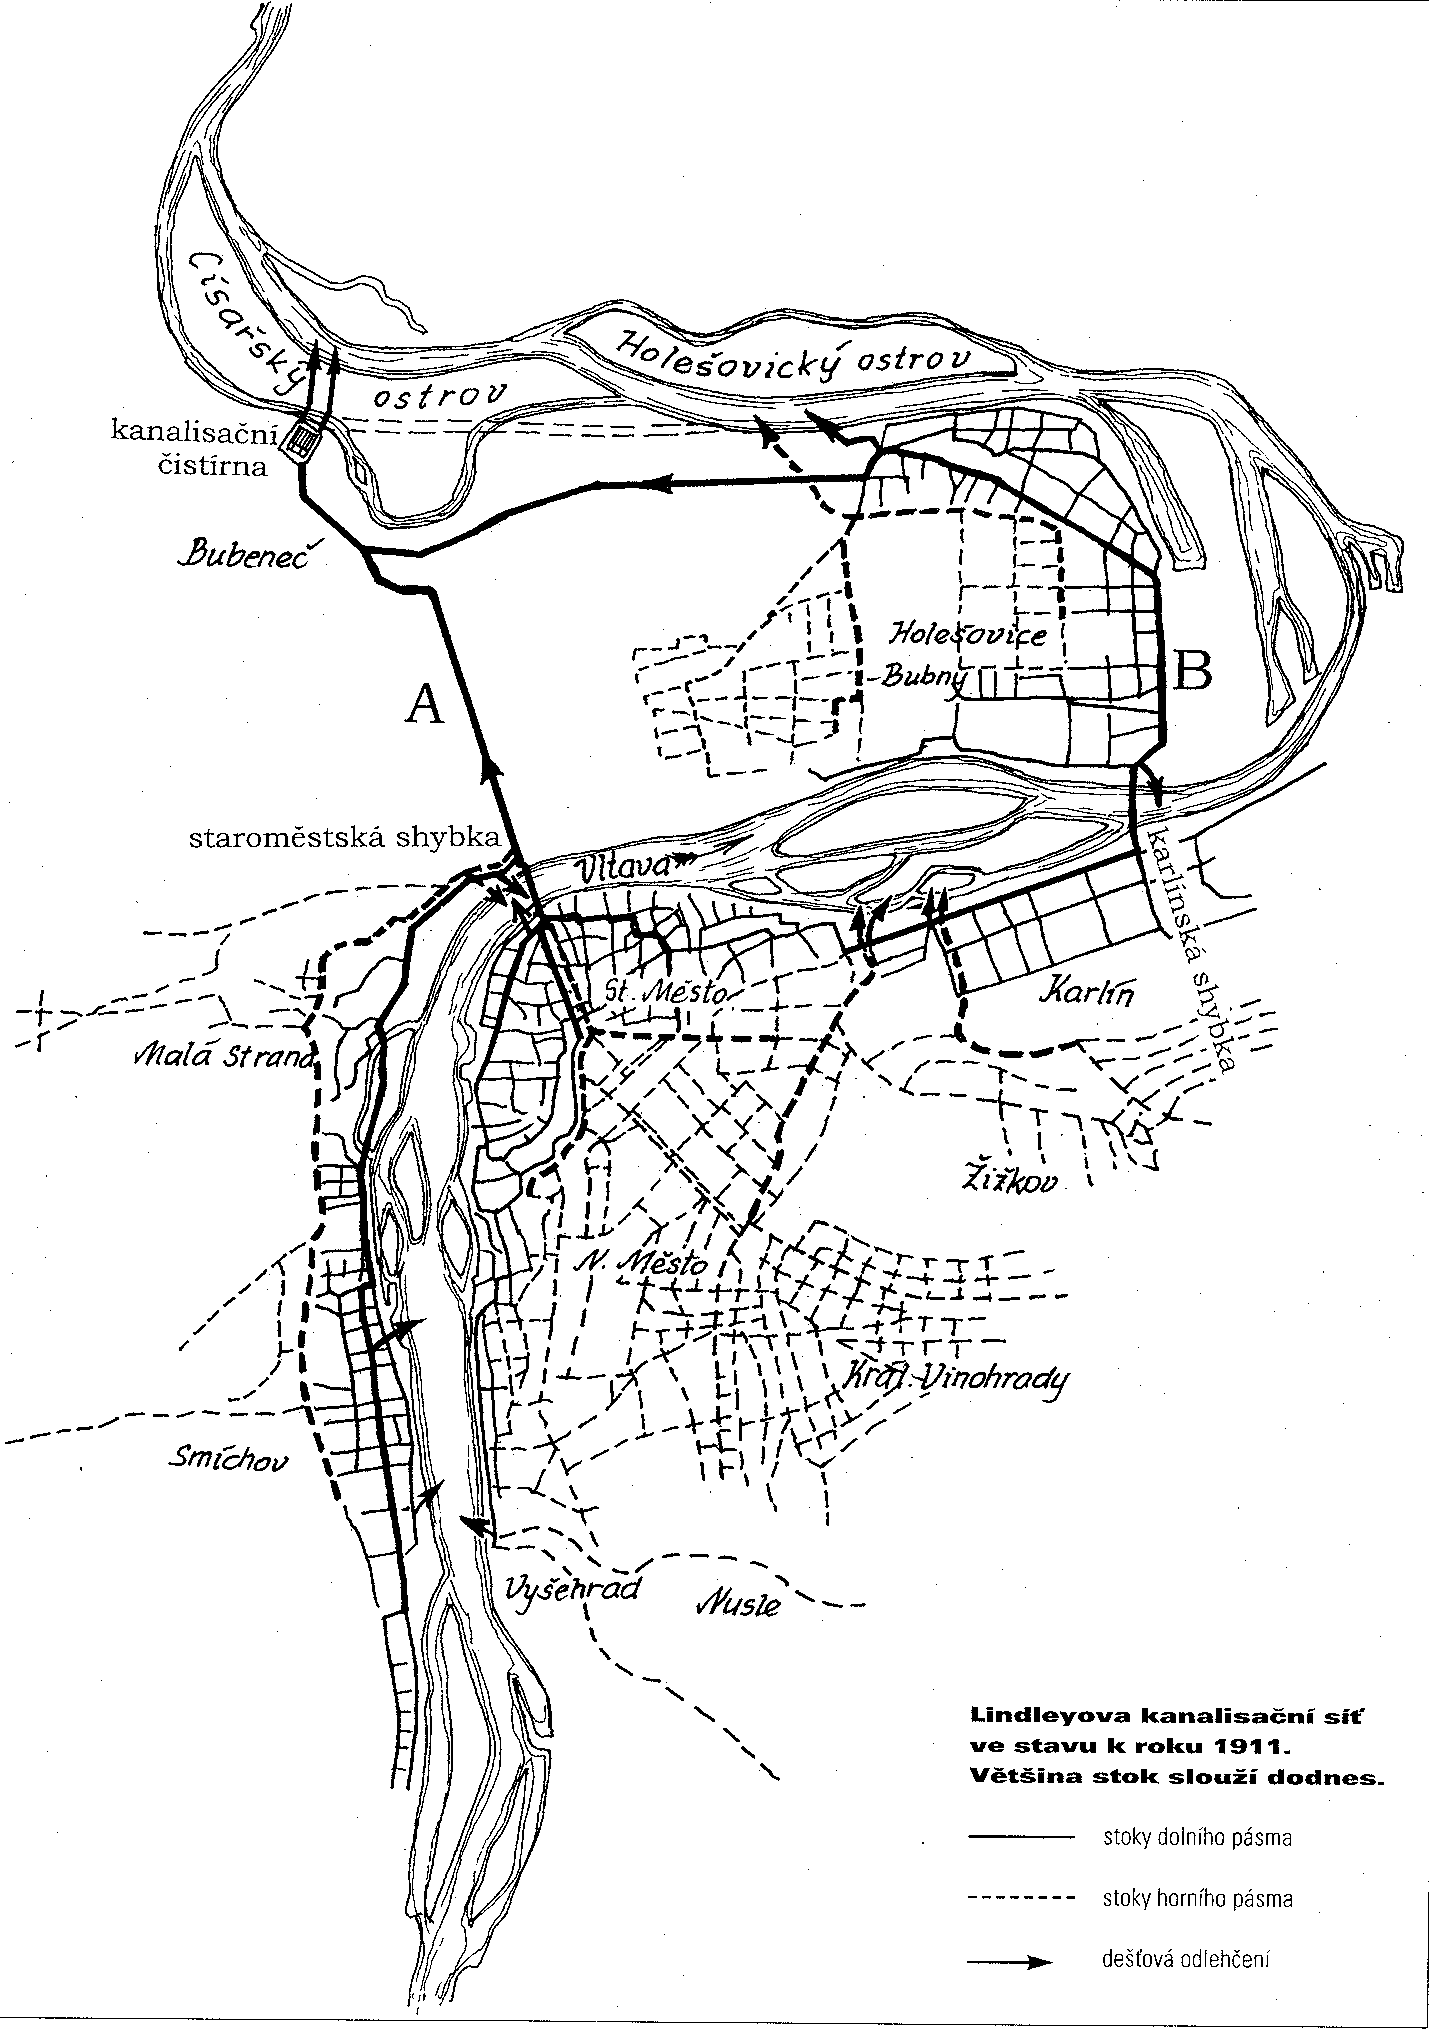 Císařský
ostrov
Holešovický ostrov
kanalisační
čistírna
Bubeneč
Holešovice
Bubny
B
A
staroměstská shybka
Vltava
karlínská shybka
St. Město
Karlín
Malá Strana
Žižkov
N. Město
Král. Vinohrady
Smíchov
Vyšehrad
Nusle
Lindleyova kanalisační síť
ve stavu k roku 1911.
Většina stok slouží dodnes.
stoky dolního pásma
stoky horního pásma
dešťová odlehčení